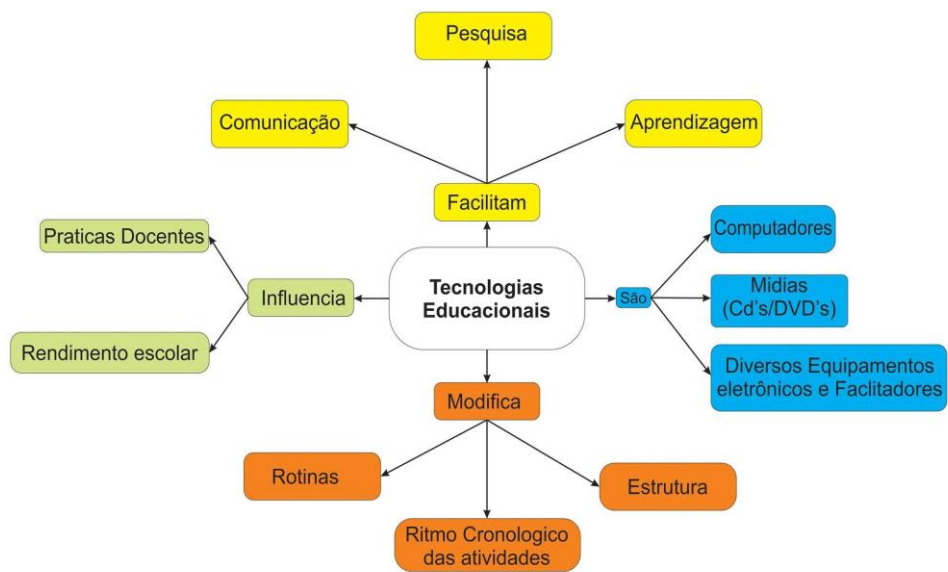 Pesquisa
Comunicação
Aprendizagem
Facilitam
Computadores
Praticas Docentes
Tecnologias
Educacionais
Influencia
São
Midias
(Cd's/DVD's)
Rendimento escolar
Diversos Equipamentos
eletrônicos e Faclitadores
Modifica
Rotinas
Estrutura
Ritmo Cronologico
das atividades